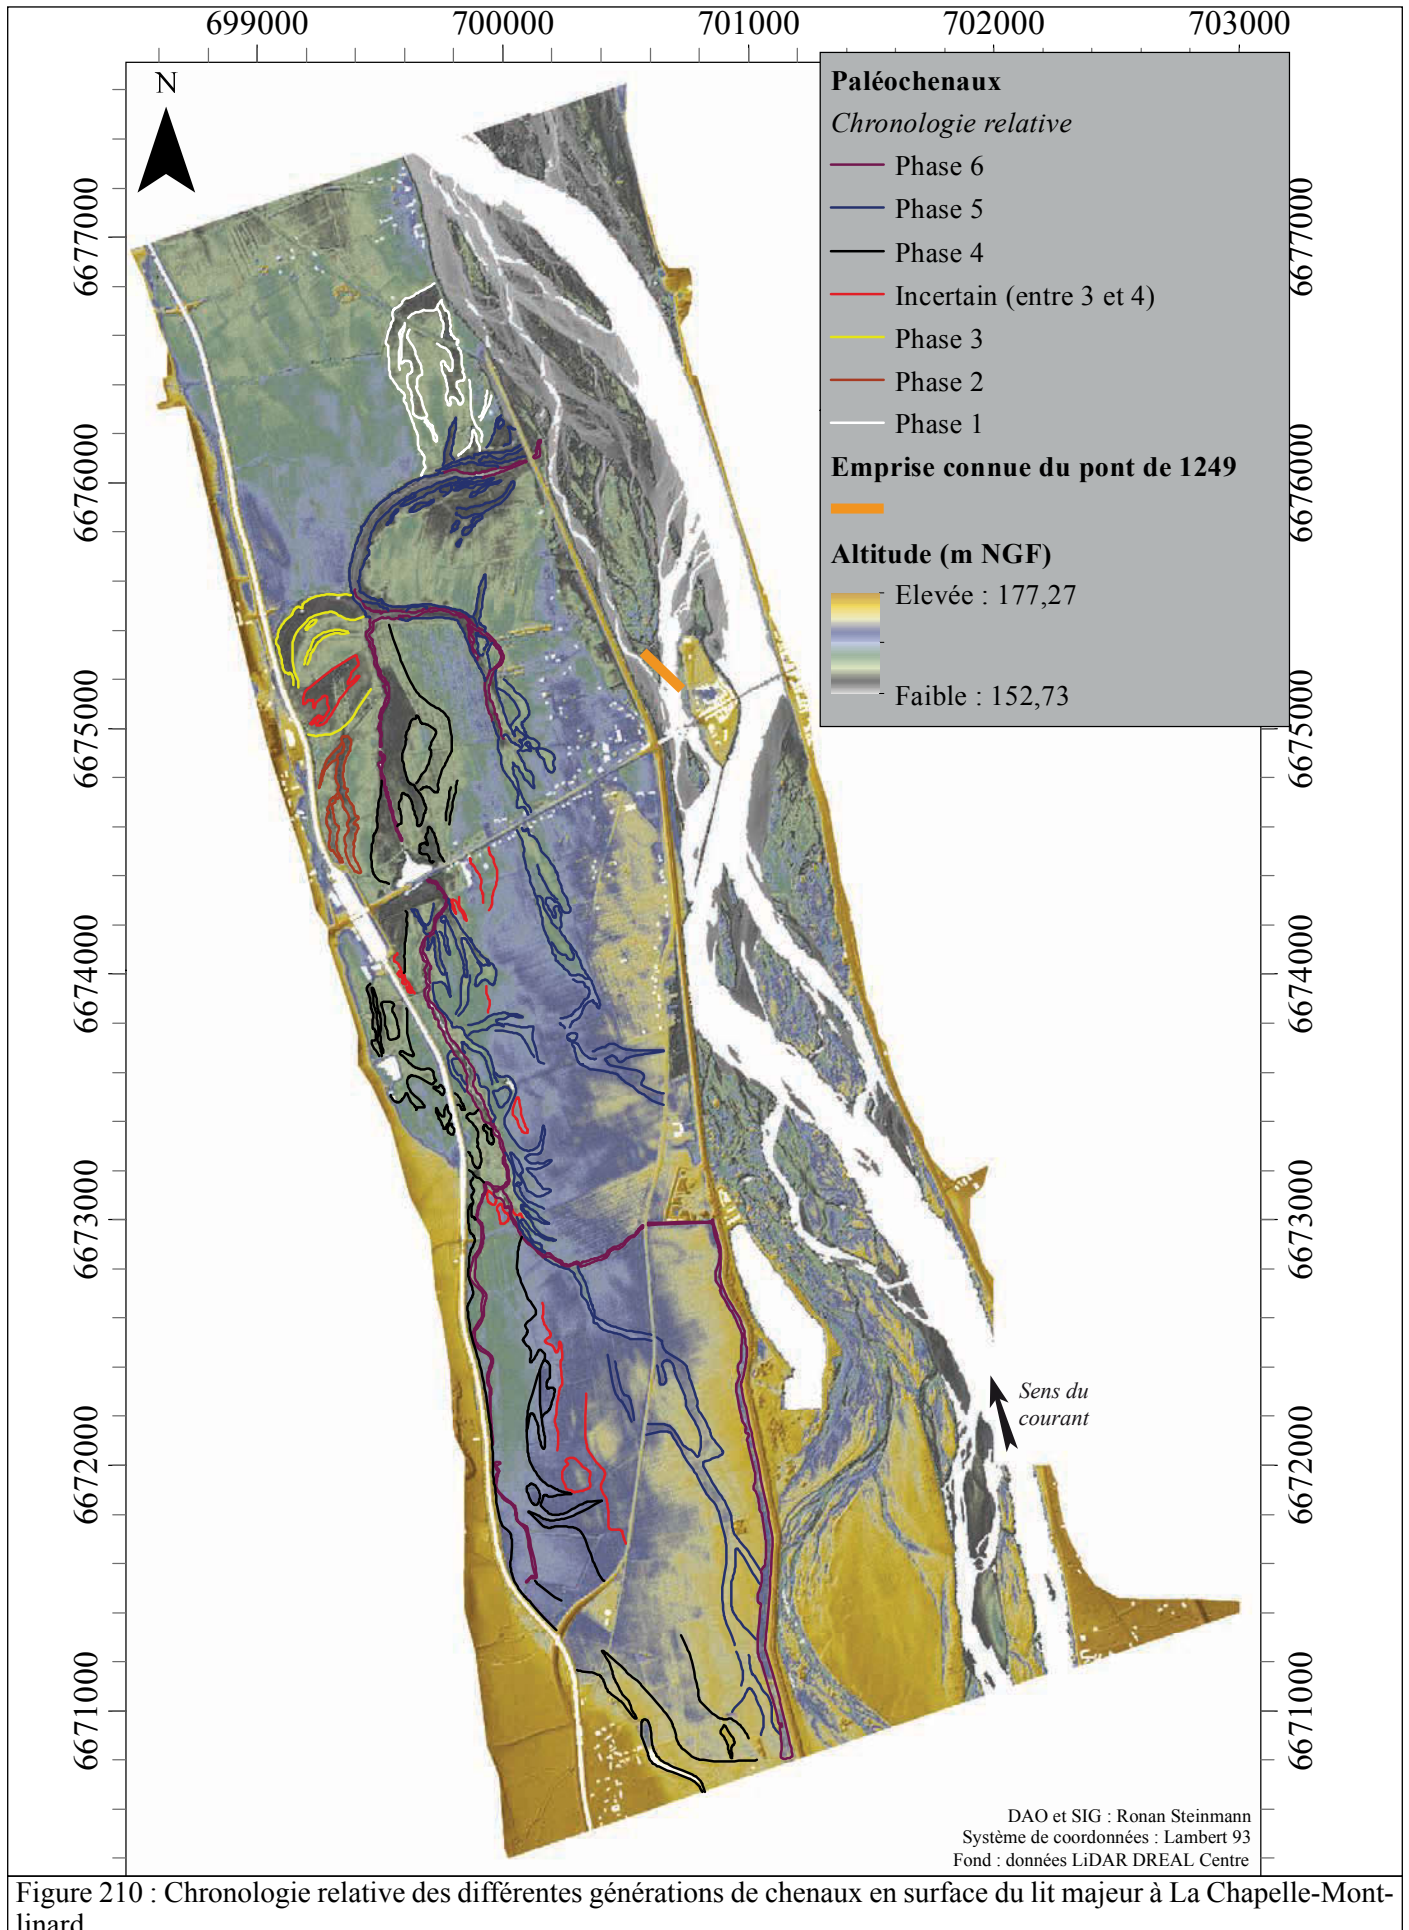 699000 700000 701000 702000 703000
N
Paléochenaux
Chronologie relative
Phase 6
Phase 5
Phase 4
Incertain (entre 3 et 4)
Phase 3
Phase 2
Phase 1
Emprise connue du pont de 1249
Altitude (m NGF)
Elevée : 177,27
Faible : 152,73
6677000
6676000
6675000
6674000
6673000
6672000
6671000
6677000
6676000
6675000
6674000
6673000
6672000
6671000
Sens du
courant
DAO et SIG : Ronan Steinmann
Système de coordonnées : Lambert 93
Fond : données LiDAR DREAL Centre
Figure 210 : Chronologie relative des différentes générations de chenaux en surface du lit majeur à La Chapelle-Mont-
linard